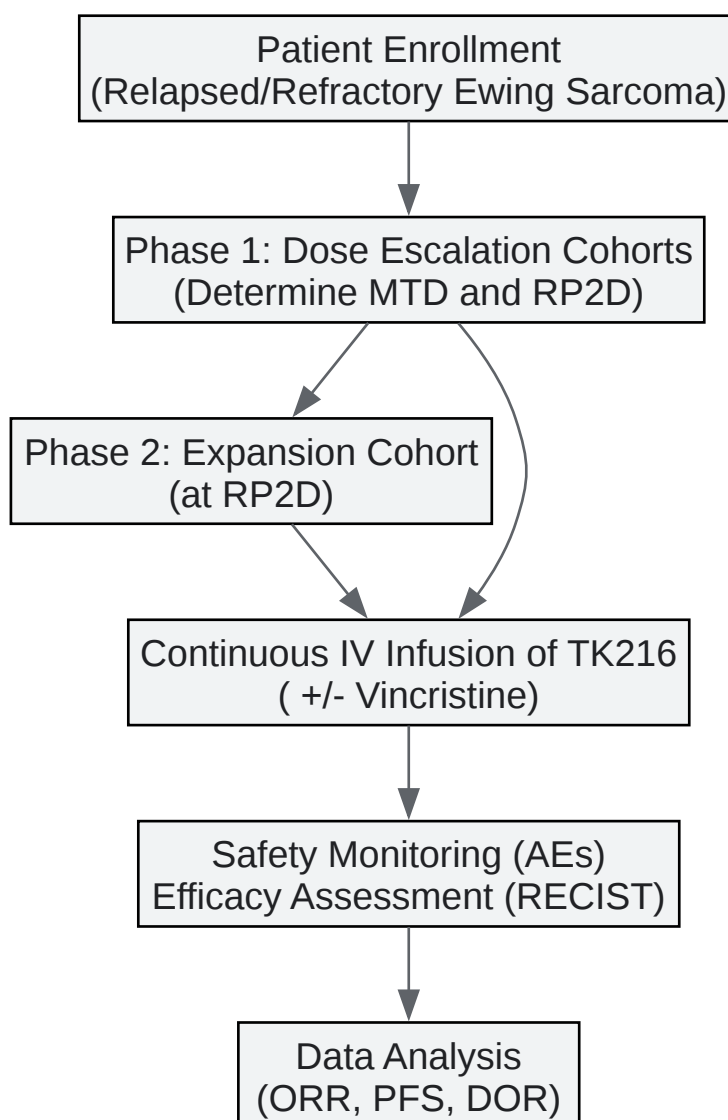 Patient Enrollment
(Relapsed/Refractory Ewing Sarcoma)
Phase 1: Dose Escalation Cohorts
(Determine MTD and RP2D)
Phase 2: Expansion Cohort
(at RP2D)
Continuous IV Infusion of TK216
( +/- Vincristine)
Safety Monitoring (AEs)
Efficacy Assessment (RECIST)
Data Analysis
(ORR, PFS, DOR)